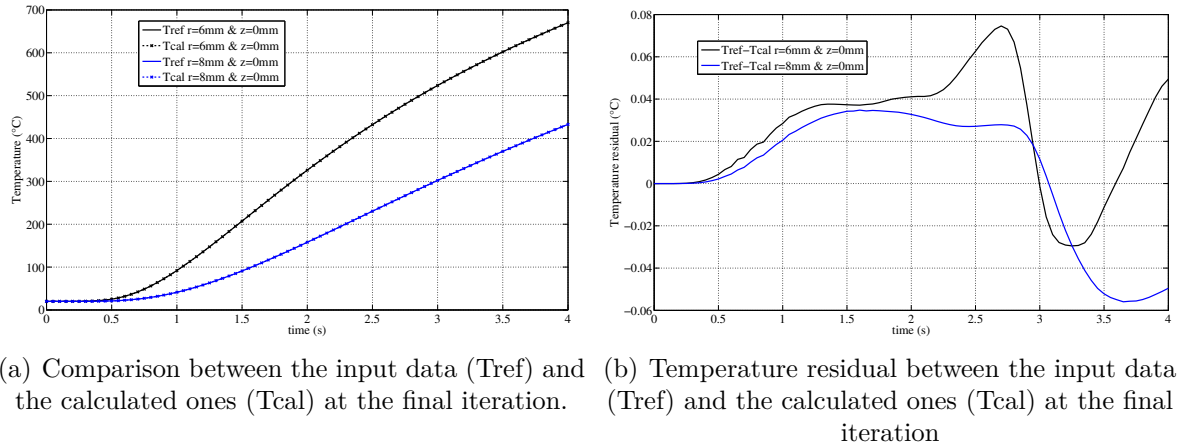 700
600
500
400
300
200
100
0
Temperature (°C)
0 0.5 1 1.5 2 2.5 3 3.5 4
time (s)
Tref r=6mm & z=0mm
Tcal r=6mm & z=0mm
Tref r=8mm & z=0mm
Tcal r=8mm & z=0mm
(a) Comparison between the input data (Tref) and
the calculated ones (Tcal) at the final iteration.
0.08
0.06
0.04
0.02
0
−0.02
−0.04
−0.06
Temperature residual (°C)
0 0.5 1 1.5 2 2.5 3 3.5 4
time (s)
Tref−Tcal r=6mm & z=0mm
Tref−Tcal r=8mm & z=0mm
(b) Temperature residual between the input data
(Tref) and the calculated ones (Tcal) at the final
iteration